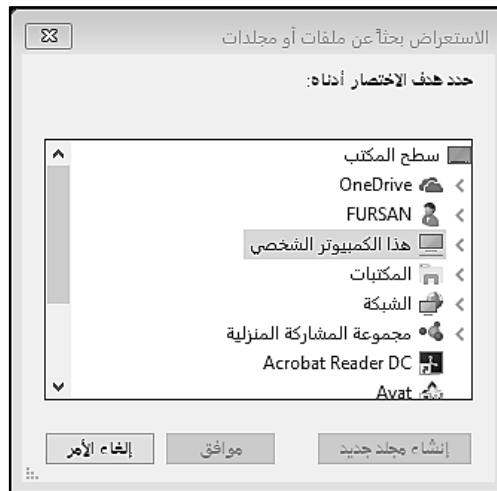 الاستعراض بحثاً عن ملفات أو مجلدات
حدد هدف الاختصار أدناه:
سطح المكتب
OneDrive
FURSAN
هذا الكمبيوتر الشخصي
المكتبات
الشبكة
مجموعة المشاركة المنزلية
Acrobat Reader DC
Avat
إنشاء مجلد جديد
موافق
إلغاء الأمر